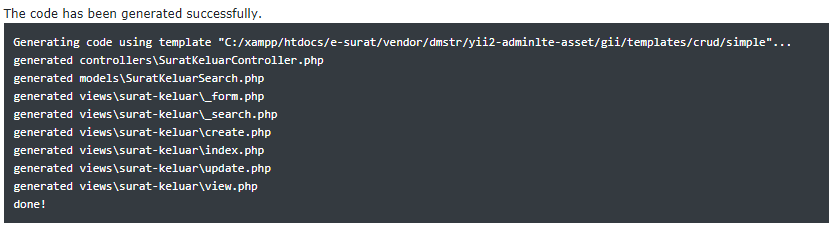 The code has been generated successfully.
Generating code using template "C:/xampp/htdocs/e-surat/vendor/dmstr/yii2-adminlte-asset/gii/templates/crud/simple"...
generated controllers\SuratKeluarController.php
generated models\SuratKeluarSearch.php
generated views\surat-keluar\_form.php
generated views\surat-keluar\_search.php
generated views\surat-keluar\create.php
generated views\surat-keluar\index.php
generated views\surat-keluar\update.php
generated views\surat-keluar\view.php
done!